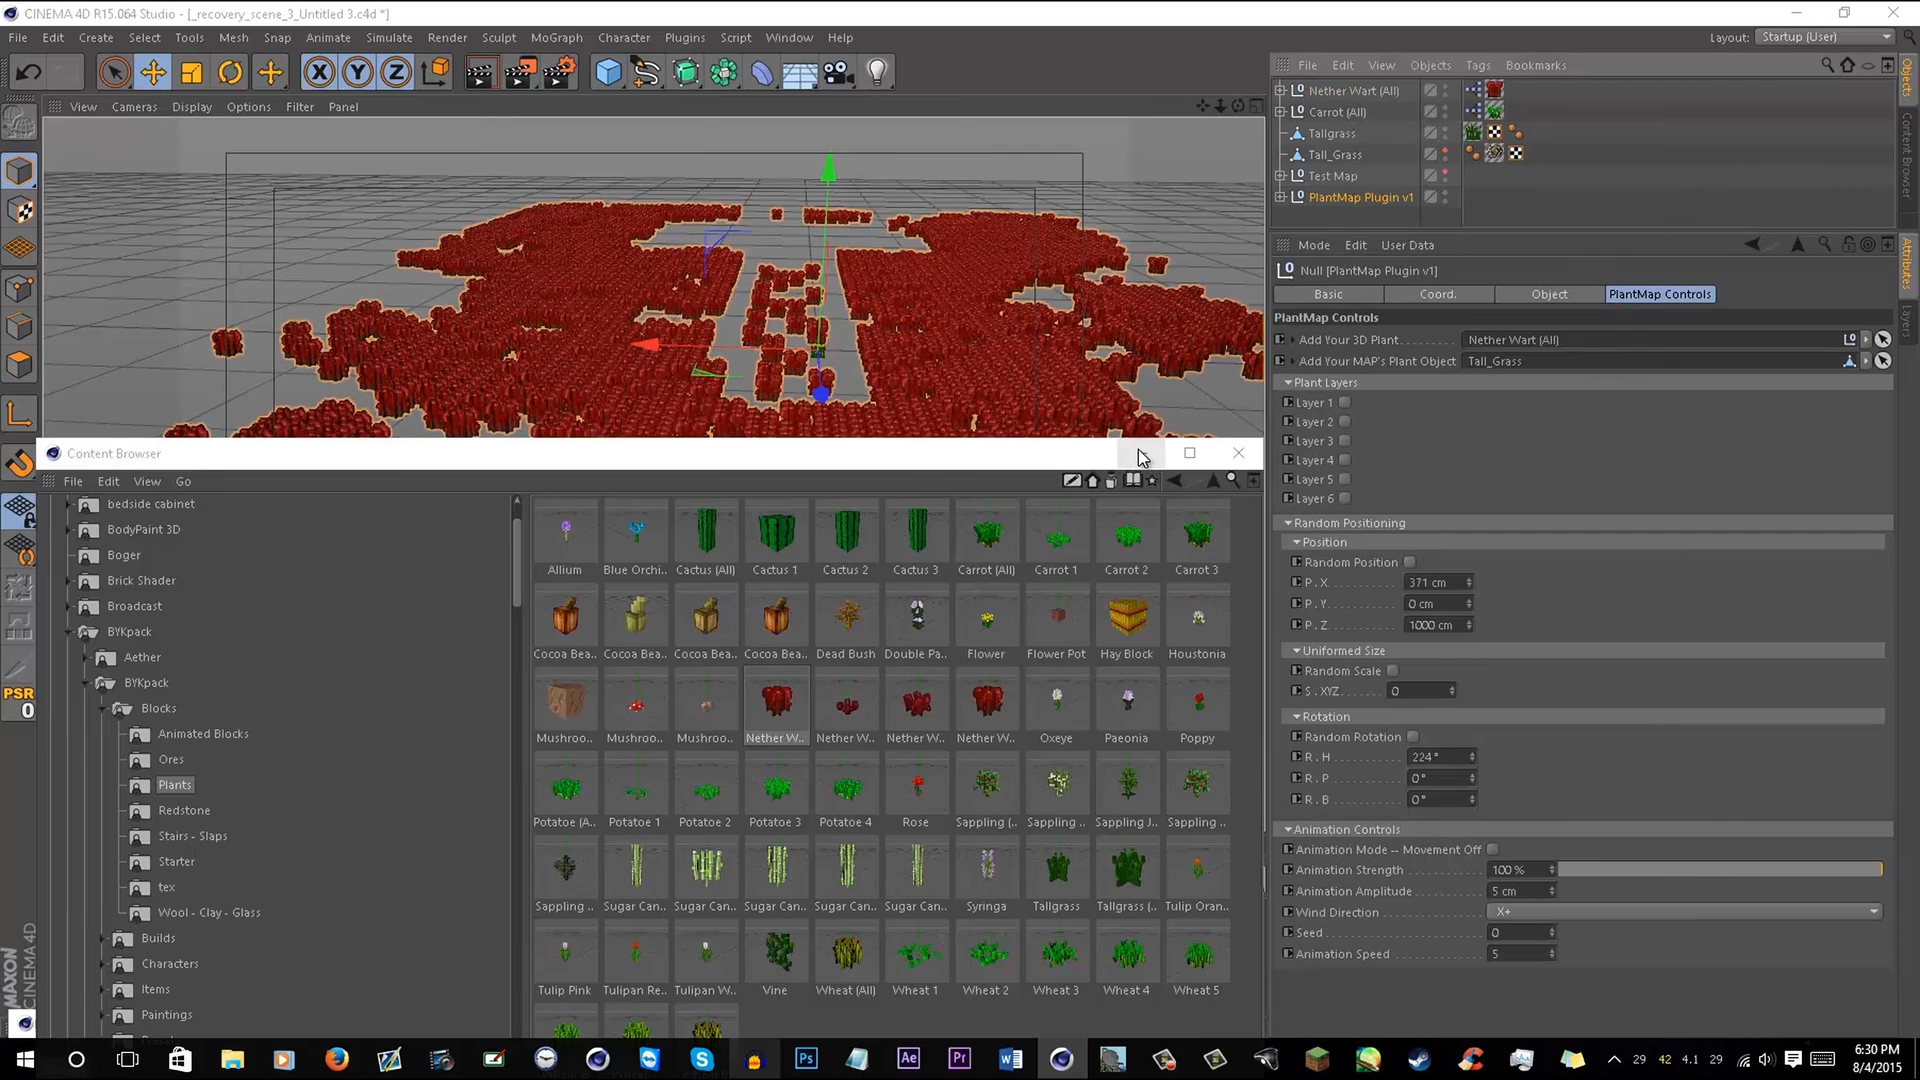 CINEMA 4D R15.064 Studio - [_recovery_scene_3_Untitled 3.c4d *]
File Edit Create Select Tools Mesh Snap Animate Simulate Render Sculpt MoGraph Character Plugins Script Window Help
Layout: Startup (User)
X Y Z
File Edit View Objects Tags Bookmarks
View Cameras Display Options Filter Panel
Nether Wart (All)
Carrot (All)
Tallgrass
Tall_Grass
Test Map
PlantMap Plugin v1
Objects
Content Browser
Attributes
Layers
Mode Edit User Data
Null [PlantMap Plugin v1]
Basic Coord. Object PlantMap Controls
PlantMap Controls
Add Your 3D Plant Nether Wart (All)
Add Your MAP's Plant Object Tall_Grass
Plant Layers
Layer 1
Layer 2
Layer 3
Layer 4
Layer 5
Layer 6
Random Positioning
Position
Random Position
P . X 371 cm
P . Y 0 cm
P . Z 1000 cm
Uniformed Size
Random Scale
S . XYZ 0
Rotation
Random Rotation
R . H 224 °
R . P 0 °
R . B 0 °
Animation Controls
Animation Mode -- Movement Off
Animation Strength 100 %
Animation Amplitude 5 cm
Wind Direction X+
Seed 0
Animation Speed 5
Content Browser
File Edit View Go
bedside cabinet
BodyPaint 3D
Boger
Brick Shader
Broadcast
BYKpack
Aether
BYKpack
Blocks
Animated Blocks
Ores
Plants
Redstone
Stairs - Slaps
Starter
tex
Wool - Clay - Glass
Builds
Characters
Items
Paintings
Allium Blue Orchi.. Cactus (All) Cactus 1 Cactus 2 Cactus 3 Carrot (All) Carrot 1 Carrot 2 Carrot 3
Cocoa Bea.. Cocoa Bea.. Cocoa Bea.. Cocoa Bea.. Dead Bush Double Pa.. Flower Flower Pot Hay Block Houstonia
Mushroo.. Mushroo.. Mushroo.. Nether W.. Nether W.. Nether W.. Nether W.. Oxeye Paeonia Poppy
Potatoe (A.. Potatoe 1 Potatoe 2 Potatoe 3 Potatoe 4 Rose Sappling (.. Sappling .. Sappling J.. Sappling ..
Sappling .. Sugar Can.. Sugar Can.. Sugar Can.. Sugar Can.. Sugar Can.. Syringa Tallgrass Tallgrass (.. Tulip Oran..
Tulip Pink Tulipan Re.. Tulipan W.. Vine Wheat (All) Wheat 1 Wheat 2 Wheat 3 Wheat 4 Wheat 5
PSR
0
MAXON
CINEMA 4D
Ps Ae Pr
29 42 4.1 29
6:30 PM
8/4/2015